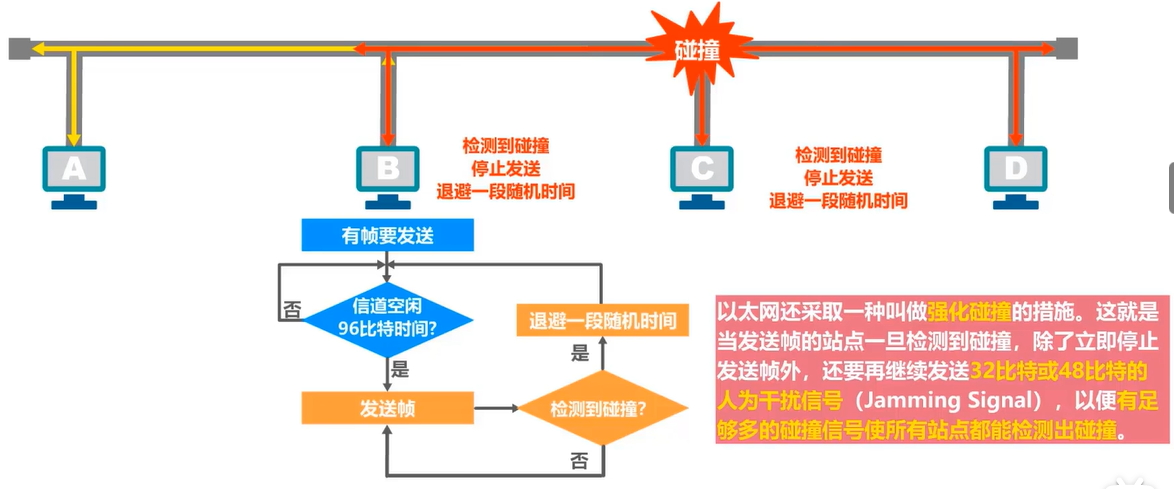 碰撞
A
B
C
D
检测到碰撞
停止发送
退避一段随机时间
检测到碰撞
停止发送
退避一段随机时间
有帧要发送
信道空闲
96比特时间?
否
是
发送帧
退避一段随机时间
是
检测到碰撞?
否
以太网还采取一种叫做强化碰撞的措施。这就是
当发送帧的站点一旦检测到碰撞，除了立即停止
发送帧外，还要再继续发送32比特或48比特的
人为干扰信号（Jamming Signal），以便有足
够多的碰撞信号使所有站点都能检测出碰撞。